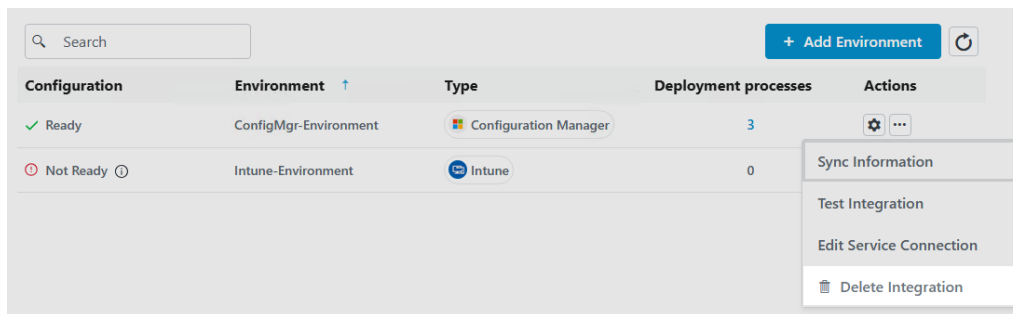 Search
+ Add Environment
Configuration Environment ↑ Type Deployment processes Actions
Ready ConfigMgr-Environment Configuration Manager 3
Not Ready Intune-Environment Intune 0
Sync Information
Test Integration
Edit Service Connection
Delete Integration